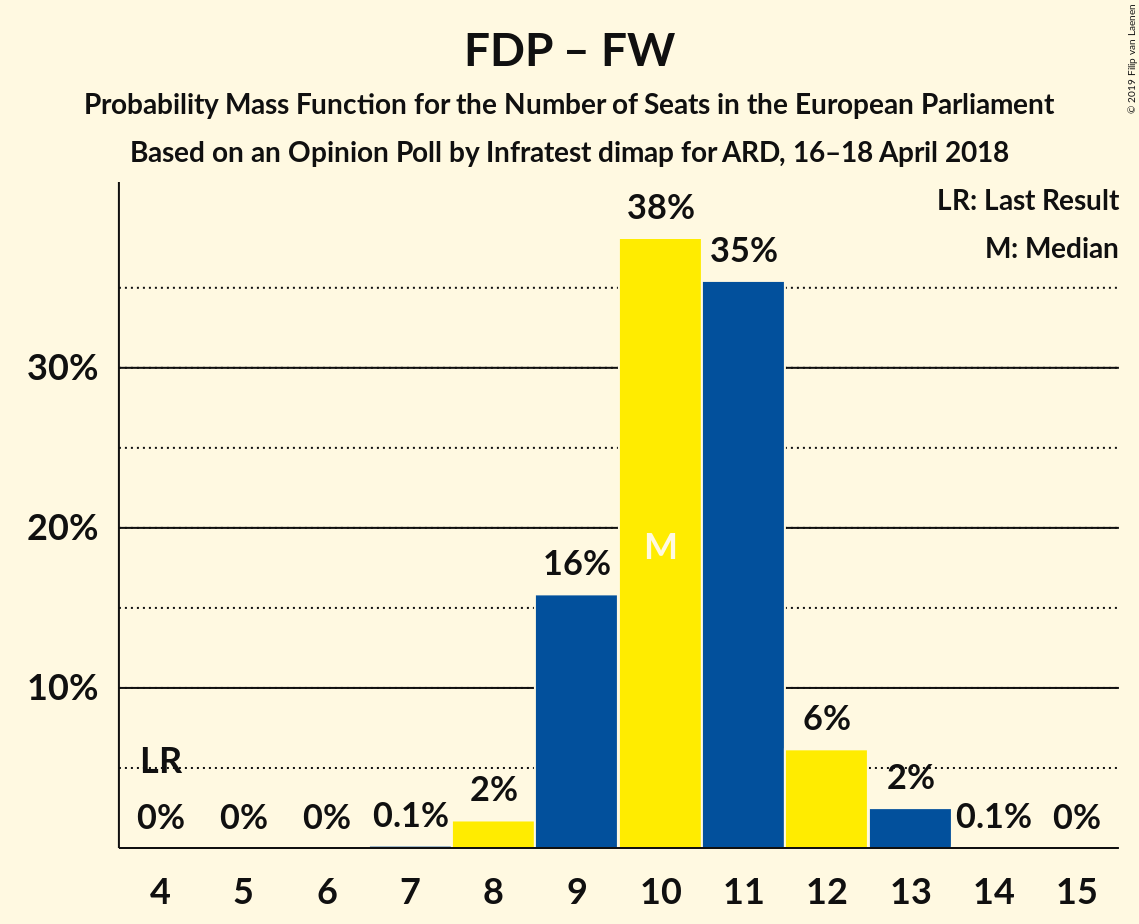 FDP – FW
Probability Mass Function for the Number of Seats in the European Parliament
Based on an Opinion Poll by Infratest dimap for ARD, 16–18 April 2018
© 2019 Filip van Laenen
LR: Last Result
M: Median
38%
35%
30%
20%
16%
M
10%
6%
LR
2%
2%
0%
0%
0%
0.1%
0.1%
0%
4 5 6 7 8 9 10 11 12 13 14 15